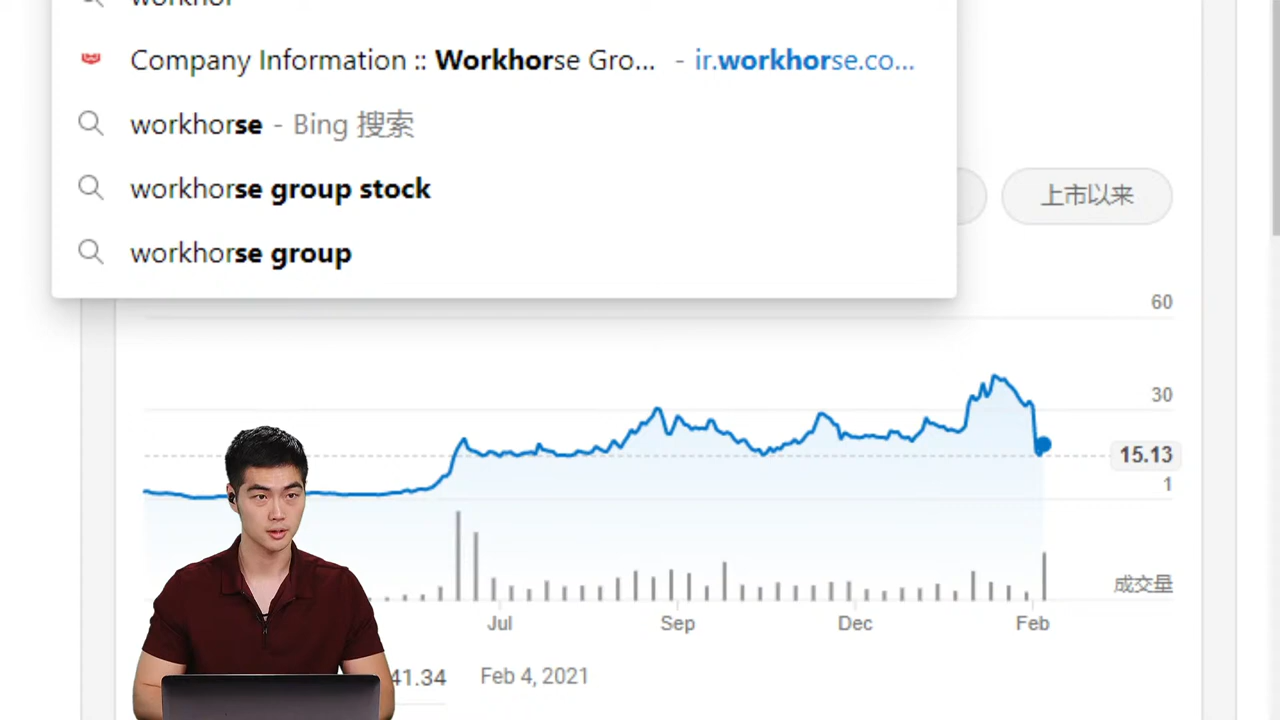 workhor
Company Information :: Workhorse Gro... - ir.workhorse.co...
workhorse - Bing 搜索
workhorse group stock
workhorse group
上市以来
60
30
15.13
1
成交量
Jul Sep Dec Feb
41.34 Feb 4, 2021